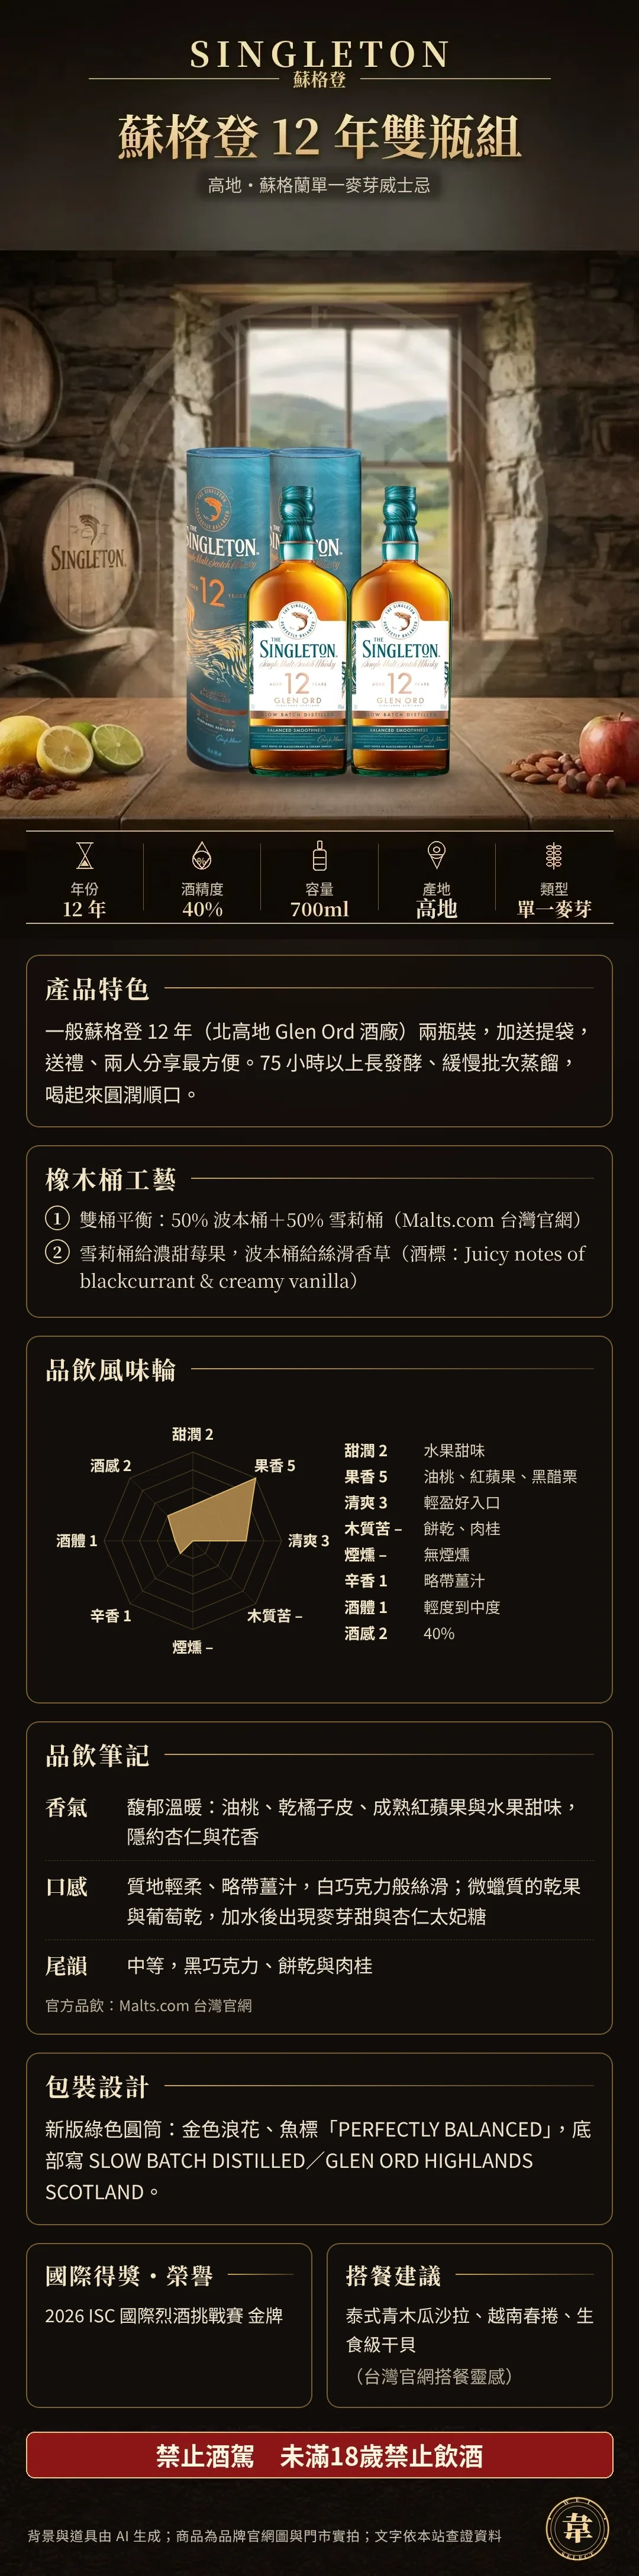 SINGLETON
蘇格登
蘇格登 12 年雙瓶組
高地・蘇格蘭單一麥芽威士忌
SINGLETON
THE
SINGLETON
12
THE
SINGLETON
Single Malt Scotch Whisky
AGED 12 YEARS
GLEN ORD
SLOW BATCH DISTILLED
BALANCED SMOOTHNESS
THE
SINGLETON
Single Malt Scotch Whisky
AGED 12 YEARS
GLEN ORD
SLOW BATCH DISTILLED
BALANCED SMOOTHNESS
年份
12 年
酒精度
40%
容量
700ml
產地
高地
類型
單一麥芽
產品特色
一般蘇格登 12 年（北高地 Glen Ord 酒廠）兩瓶裝，加送提袋，
送禮、兩人分享最方便。75 小時以上長發酵、緩慢批次蒸餾，
喝起來圓潤順口。
橡木桶工藝
1 雙桶平衡：50% 波本桶＋50% 雪莉桶（Malts.com 台灣官網）
2 雪莉桶給濃甜莓果，波本桶給絲滑香草（酒標：Juicy notes of
blackcurrant & creamy vanilla）
品飲風味輪
甜潤 2
果香 5
清爽 3
木質苦 –
煙燻 –
辛香 1
酒體 1
酒感 2
甜潤 2 水果甜味
果香 5 油桃、紅蘋果、黑醋栗
清爽 3 輕盈好入口
木質苦 – 餅乾、肉桂
煙燻 – 無煙燻
辛香 1 略帶薑汁
酒體 1 輕度到中度
酒感 2 40%
品飲筆記
香氣 馥郁溫暖：油桃、乾橘子皮、成熟紅蘋果與水果甜味，
隱約杏仁與花香
口感 質地輕柔、略帶薑汁，白巧克力般絲滑；微蠟質的乾果
與葡萄乾，加水後出現麥芽甜與杏仁太妃糖
尾韻 中等，黑巧克力、餅乾與肉桂
官方品飲：Malts.com 台灣官網
包裝設計
新版綠色圓筒：金色浪花、魚標「PERFECTLY BALANCED」，底
部寫 SLOW BATCH DISTILLED／GLEN ORD HIGHLANDS
SCOTLAND。
國際得獎・榮譽
2026 ISC 國際烈酒挑戰賽 金牌
搭餐建議
泰式青木瓜沙拉、越南春捲、生
食級干貝
（台灣官網搭餐靈感）
禁止酒駕 未滿18歲禁止飲酒
背景與道具由 AI 生成；商品為品牌官網圖與門市實拍；文字依本站查證資料
韋